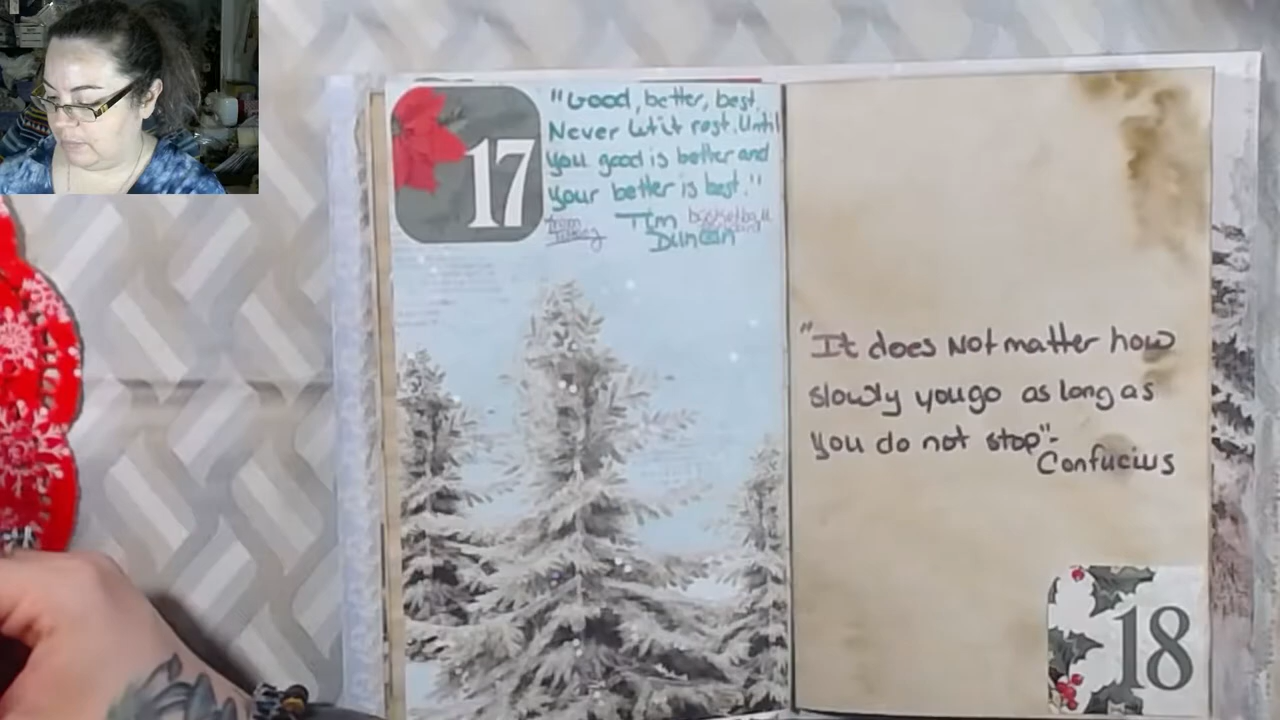 17
"Good, better, best.
Never let it rest. Until
you good is better and
your better is best."
Tim
Duncan
from
"It does Not matter how
slowly you go as long as
you do not stop"-
Confucius
18